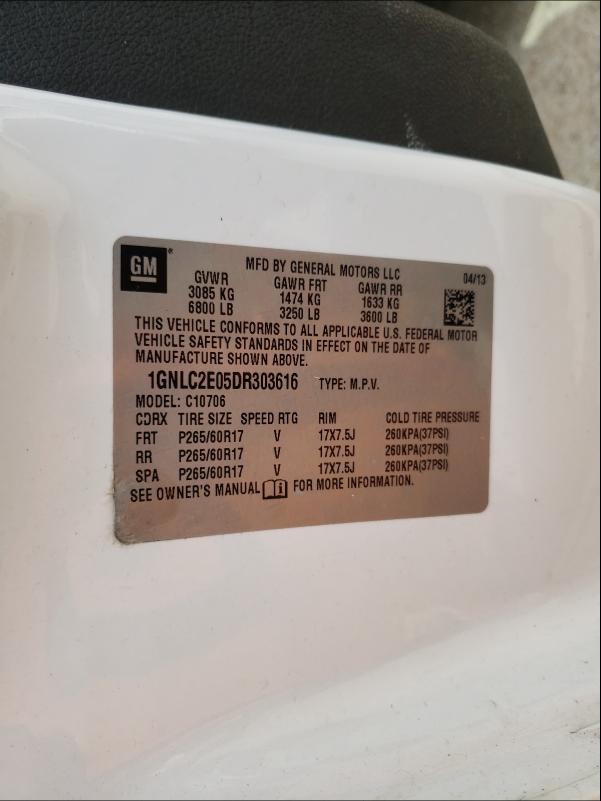 GM ® MFD BY GENERAL MOTORS LLC 04/13
GVWR GAWR FRT GAWR RR
3085 KG 1474 KG 1633 KG
6800 LB 3250 LB 3600 LB
THIS VEHICLE CONFORMS TO ALL APPLICABLE U.S. FEDERAL MOTOR
VEHICLE SAFETY STANDARDS IN EFFECT ON THE DATE OF
MANUFACTURE SHOWN ABOVE.
1GNLC2E05DR303616 TYPE: M.P.V.
MODEL: C10706
CDRX TIRE SIZE SPEED RTG RIM COLD TIRE PRESSURE
FRT P265/60R17 V 17X7.5J 260KPA(37PSI)
RR P265/60R17 V 17X7.5J 260KPA(37PSI)
SPA P265/60R17 V 17X7.5J 260KPA(37PSI)
SEE OWNER'S MANUAL i FOR MORE INFORMATION.